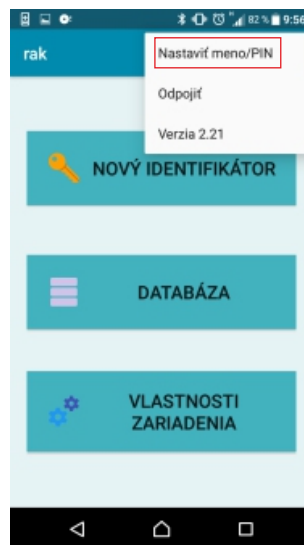 82 % 9:56
rak
Nastaviť meno/PIN
Odpojiť
Verzia 2.21
NOVÝ IDENTIFIKÁTOR
DATABÁZA
VLASTNOSTI
ZARIADENIA